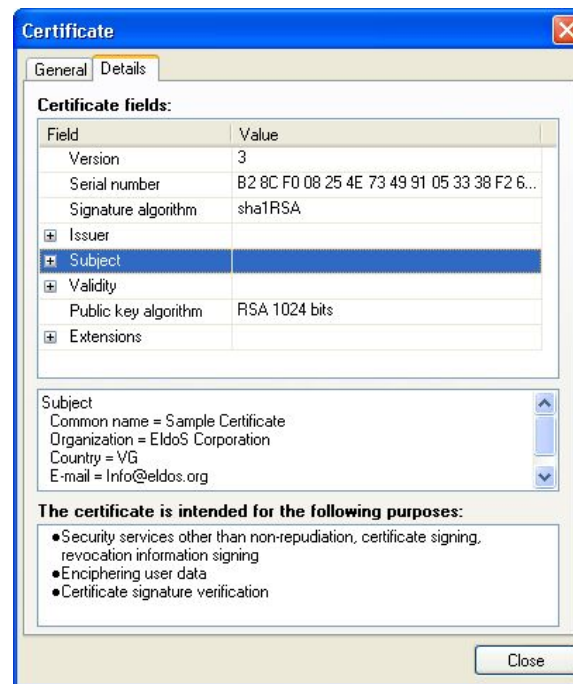 Certificate
General Details
Certificate fields:
Field Value
Version 3
Serial number B2 8C F0 08 25 4E 73 49 91 05 33 38 F2 6...
Signature algorithm sha1RSA
Issuer
Subject
Validity
Public key algorithm RSA 1024 bits
Extensions
Subject
Common name = Sample Certificate
Organization = EldoS Corporation
Country = VG
E-mail = Info@eldos.org
The certificate is intended for the following purposes:
●Security services other than non-repudiation, certificate signing,
revocation information signing
●Enciphering user data
●Certificate signature verification
Close